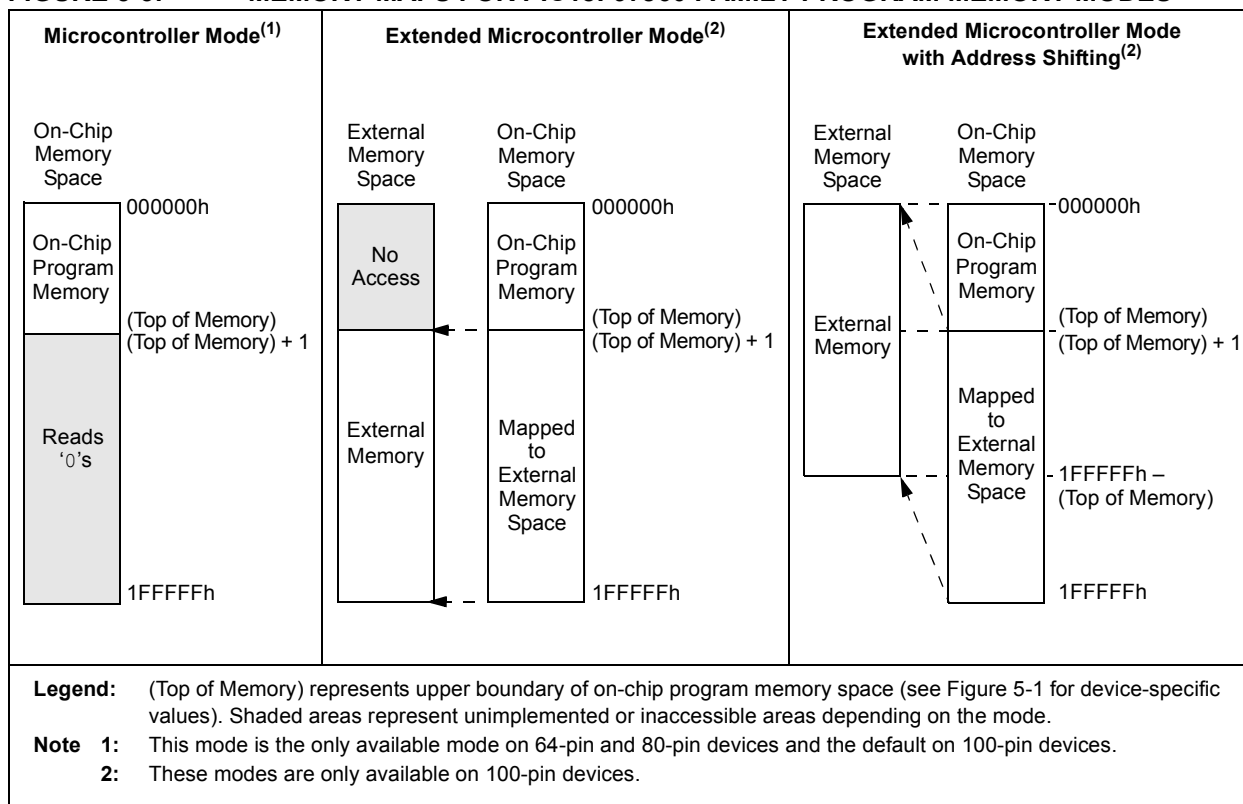 Microcontroller Mode(1)
On-Chip
Memory
Space
000000h
On-Chip
Program
Memory
(Top of Memory)
(Top of Memory) + 1
Reads
‘0’s
1FFFFFh
Extended Microcontroller Mode(2)
External
Memory
Space
On-Chip
Memory
Space
000000h
No
Access
On-Chip
Program
Memory
(Top of Memory)
(Top of Memory) + 1
External
Memory
Mapped
to
External
Memory
Space
1FFFFFh
Extended Microcontroller Mode
with Address Shifting(2)
External
Memory
Space
On-Chip
Memory
Space
000000h
On-Chip
Program
Memory
External
Memory
(Top of Memory)
(Top of Memory) + 1
Mapped
to
External
Memory
Space
1FFFFFh –
(Top of Memory)
1FFFFFh
Legend: (Top of Memory) represents upper boundary of on-chip program memory space (see Figure 5-1 for device-specific
values). Shaded areas represent unimplemented or inaccessible areas depending on the mode.
Note 1: This mode is the only available mode on 64-pin and 80-pin devices and the default on 100-pin devices.
2: These modes are only available on 100-pin devices.